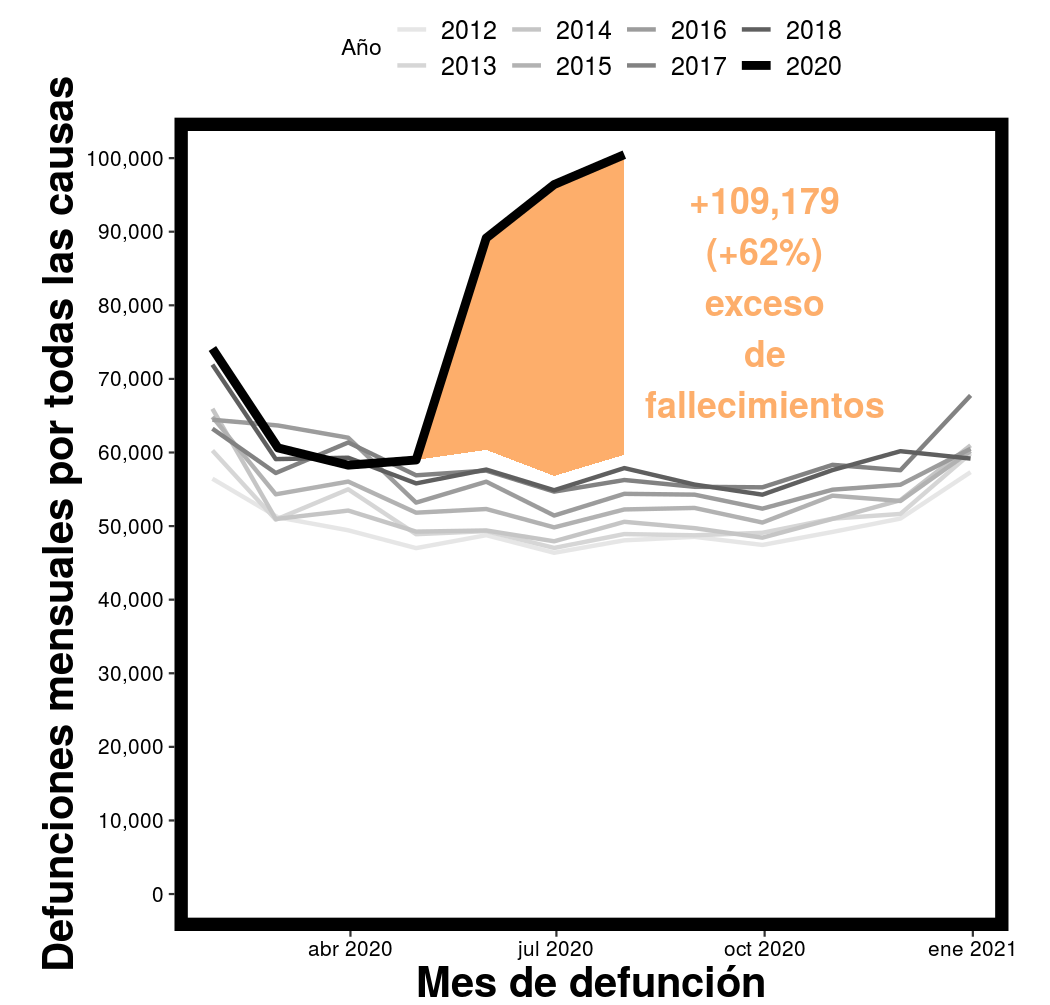 Año
2012 2014 2016 2018
2013 2015 2017 2020
Defunciones mensuales por todas las causas
100,000
90,000
80,000
70,000
60,000
50,000
40,000
30,000
20,000
10,000
0
+109,179
(+62%)
exceso
de
fallecimientos
abr 2020 jul 2020 oct 2020 ene 2021
Mes de defunción